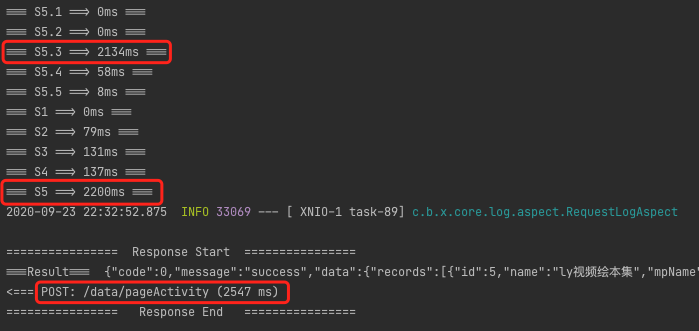 === S5.1 ==> 0ms ===
=== S5.2 ==> 0ms ===
=== S5.3 ==> 2134ms ===
=== S5.4 ==> 58ms ===
=== S5.5 ==> 8ms ===
=== S1 ==> 0ms ===
=== S2 ==> 79ms ===
=== S3 ==> 131ms ===
=== S4 ==> 137ms ===
=== S5 ==> 2200ms ===
2020-09-23 22:32:52.875  INFO 33069 --- [ XNIO-1 task-89] c.b.x.core.log.aspect.RequestLogAspect
================  Response Start  ================
===Result===  {"code":0,"message":"success","data":{"records":[{"id":5,"name":"ly视频绘本集","mpName"
<=== POST: /data/pageActivity (2547 ms)
================   Response End   ================